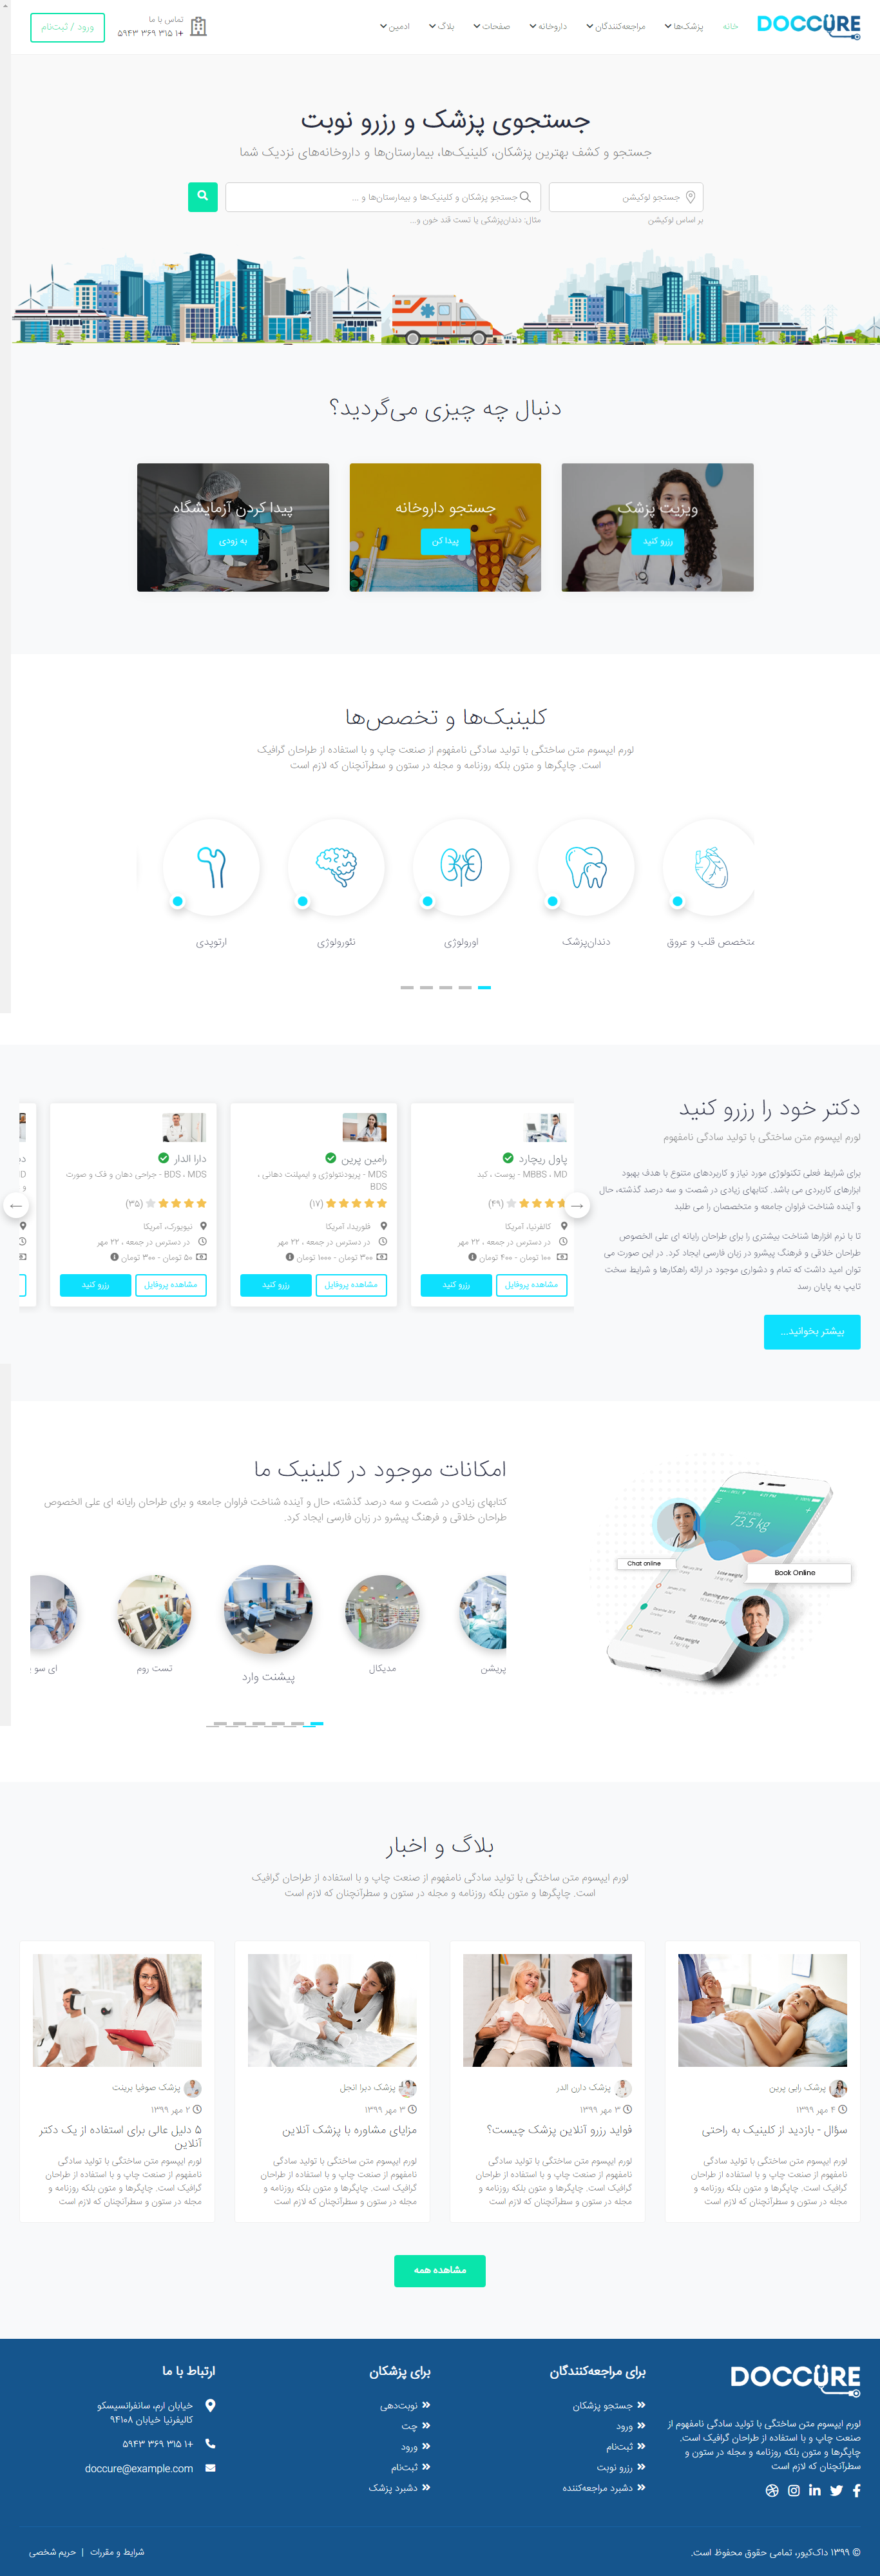 DOCCURE
خانه
پزشک‌ها
مراجعه‌کنندگان
داروخانه
صفحات
بلاگ
ادمین
تماس با ما
+۱ ۳۱۵ ۳۶۹ ۵۹۴۳
ورود / ثبت‌نام
جستجوی پزشک و رزرو نوبت
جستجو و کشف بهترین پزشکان، کلینیک‌ها، بیمارستان‌ها و داروخانه‌های نزدیک شما
جستجو لوکیشن
جستجو پزشکان و کلینیک‌ها و بیمارستان‌ها و ...
بر اساس لوکیشن
مثال: دندان‌پزشکی یا تست قند خون و...
دنبال چه چیزی می‌گردید؟
ویزیت پزشک
رزرو کنید
جستجو داروخانه
پیدا کن
پیدا کردن آزمایشگاه
به زودی
کلینیک‌ها و تخصص‌ها
لورم ایپسوم متن ساختگی با تولید سادگی نامفهوم از صنعت چاپ و با استفاده از طراحان گرافیک
است. چاپگرها و متون بلکه روزنامه و مجله در ستون و سطرآنچنان که لازم است
متخصص قلب و عروق
دندان‌پزشک
اورولوژی
نئورولوژی
ارتوپدی
دکتر خود را رزرو کنید
لورم ایپسوم متن ساختگی با تولید سادگی نامفهوم
برای شرایط فعلی تکنولوژی مورد نیاز و کاربردهای متنوع با هدف بهبود
ابزارهای کاربردی می باشد. کتابهای زیادی در شصت و سه درصد گذشته، حال
و آینده شناخت فراوان جامعه و متخصصان را می طلبد
تا با نرم افزارها شناخت بیشتری را برای طراحان رایانه ای علی الخصوص
طراحان خلاقی و فرهنگ پیشرو در زبان فارسی ایجاد کرد. در این صورت می
توان امید داشت که تمام و دشواری موجود در ارائه راهکارها و شرایط سخت
تایپ به پایان رسد
بیشتر بخوانید...
پاول ریچارد
MBBS ، MD - پوست ، کبد
(۴۹)
کالفرنیا، آمریکا
در دسترس در جمعه ، ۲۲ مهر
۱۰۰ تومان - ۴۰۰ تومان
مشاهده پروفایل
رزرو کنید
رامین پرین
MDS - پریودنتولوژی و ایمپلنت دهانی ،
BDS
(۱۷)
فلوریدا، آمریکا
در دسترس در جمعه ، ۲۲ مهر
۳۰۰ تومان - ۱۰۰۰ تومان
مشاهده پروفایل
رزرو کنید
دارا الدار
BDS ، MDS - جراحی دهان و فک و صورت
(۳۵)
نیویورک، آمریکا
در دسترس در جمعه ، ۲۲ مهر
۵۰ تومان - ۳۰۰ تومان
مشاهده پروفایل
رزرو کنید
امکانات موجود در کلینیک ما
کتابهای زیادی در شصت و سه درصد گذشته، حال و آینده شناخت فراوان جامعه و برای طراحان رایانه ای علی الخصوص
طراحان خلاقی و فرهنگ پیشرو در زبان فارسی ایجاد کرد.
73.5 kg
Chat online
Book Online
پریشن
مدیکال
پیشنت وارد
تست روم
ای سو
بلاگ و اخبار
لورم ایپسوم متن ساختگی با تولید سادگی نامفهوم از صنعت چاپ و با استفاده از طراحان گرافیک
است. چاپگرها و متون بلکه روزنامه و مجله در ستون و سطرآنچنان که لازم است
پرشک رابی پرین
۴ مهر ۱۳۹۹
سؤال - بازدید از کلینیک به راحتی
لورم ایپسوم متن ساختگی با تولید سادگی
نامفهوم از صنعت چاپ و با استفاده از طراحان
گرافیک است. چاپگرها و متون بلکه روزنامه و
مجله در ستون و سطرآنچنان که لازم است
پزشک دارن الدر
۳ مهر ۱۳۹۹
فواید رزرو آنلاین پزشک چیست؟
لورم ایپسوم متن ساختگی با تولید سادگی
نامفهوم از صنعت چاپ و با استفاده از طراحان
گرافیک است. چاپگرها و متون بلکه روزنامه و
مجله در ستون و سطرآنچنان که لازم است
پزشک دبرا انجل
۳ مهر ۱۳۹۹
مزایای مشاوره با پزشک آنلاین
لورم ایپسوم متن ساختگی با تولید سادگی
نامفهوم از صنعت چاپ و با استفاده از طراحان
گرافیک است. چاپگرها و متون بلکه روزنامه و
مجله در ستون و سطرآنچنان که لازم است
پزشک صوفیا برینت
۲ مهر ۱۳۹۹
۵ دلیل عالی برای استفاده از یک دکتر
آنلاین
لورم ایپسوم متن ساختگی با تولید سادگی
نامفهوم از صنعت چاپ و با استفاده از طراحان
گرافیک است. چاپگرها و متون بلکه روزنامه و
مجله در ستون و سطرآنچنان که لازم است
مشاهده همه
DOCCURE
لورم ایپسوم متن ساختگی با تولید سادگی نامفهوم از
صنعت چاپ و با استفاده از طراحان گرافیک است.
چاپگرها و متون بلکه روزنامه و مجله در ستون و
سطرآنچنان که لازم است
برای مراجعه‌کنندگان
جستجو پزشکان
ورود
ثبت‌نام
رزرو نوبت
دشبرد مراجعه‌کننده
برای پزشکان
نوبت‌دهی
چت
ورود
ثبت‌نام
دشبرد پزشک
ارتباط با ما
خیابان ارم، سانفرانسیسکو
کالیفرنیا خیابان ۹۴۱۰۸
+۱ ۳۱۵ ۳۶۹ ۵۹۴۳
doccure@example.com
© ۱۳۹۹ داک‌کیور، تمامی حقوق محفوظ است.
شرایط و مقررات | حریم شخصی